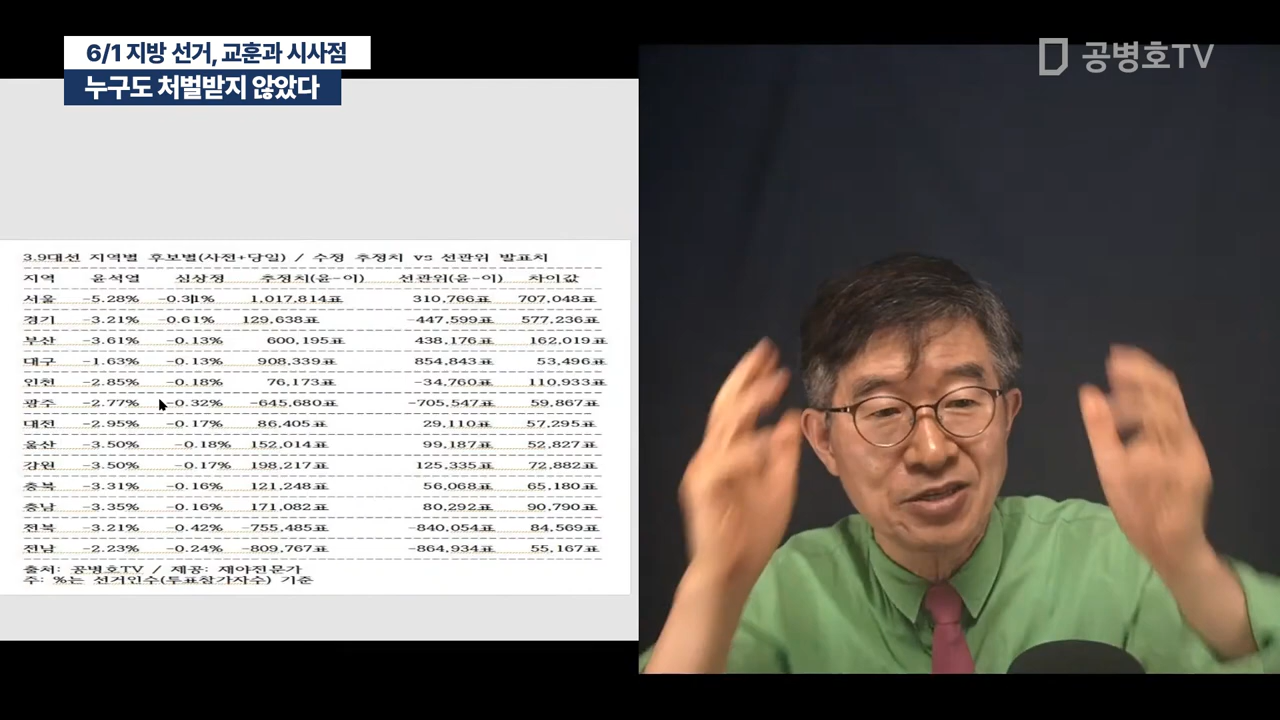 6/1 지방 선거, 교훈과 시사점
누구도 처벌받지 않았다
공병호TV
3.9대선 지역별 후보별(사전+당일) / 수정 추정치 vs 선관위 발표치
지역 윤석열 심상정 추정치(윤-이) 선관위(윤-이) 차이값
서울 -5.28% -0.31% 1,017,814표 310,766표 707,048표
경기 -3.21% -0.61% 129,638표 -447,599표 577,236표
부산 -3.61% -0.13% 600,195표 438,176표 162,019표
대구 -1.63% -0.13% 908,339표 854,843표 53,496표
인천 -2.85% -0.18% 76,173표 -34,760표 110,933표
광주 -2.77% -0.32% -645,680표 -705,547표 59,867표
대전 -2.95% -0.17% 86,405표 29,110표 57,295표
울산 -3.50% -0.18% 152,014표 99,187표 52,827표
강원 -3.50% -0.17% 198,217표 125,335표 72,882표
충북 -3.31% -0.16% 121,248표 56,068표 65,180표
충남 -3.35% -0.16% 171,082표 80,292표 90,790표
전북 -3.21% -0.42% -755,485표 -840,054표 84,569표
전남 -2.23% -0.24% -809,767표 -864,934표 55,167표
출처: 공병호TV / 제공: 재야전문가
주: %는 선거인수(투표참가자수) 기준